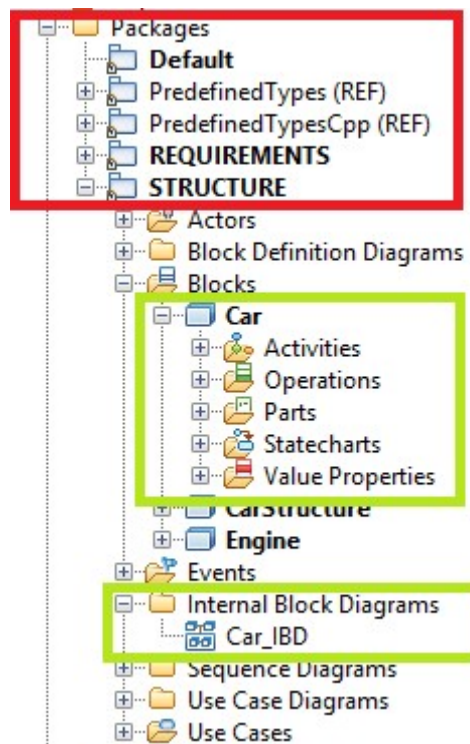 Packages
Default
PredefinedTypes (REF)
PredefinedTypesCpp (REF)
REQUIREMENTS
STRUCTURE
Actors
Block Definition Diagrams
Blocks
Car
Activities
Operations
Parts
Statecharts
Value Properties
CarStructure
Engine
Events
Internal Block Diagrams
Car_IBD
Sequence Diagrams
Use Case Diagrams
Use Cases